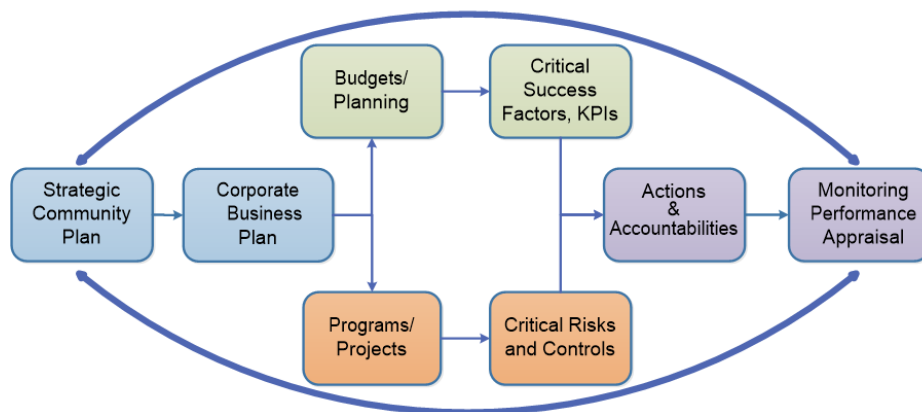 Budgets/
Planning
Critical
Success
Factors, KPIs
Strategic
Community
Plan
Corporate
Business
Plan
Actions
&
Accountabilities
Monitoring
Performance
Appraisal
Programs/
Projects
Critical Risks
and Controls